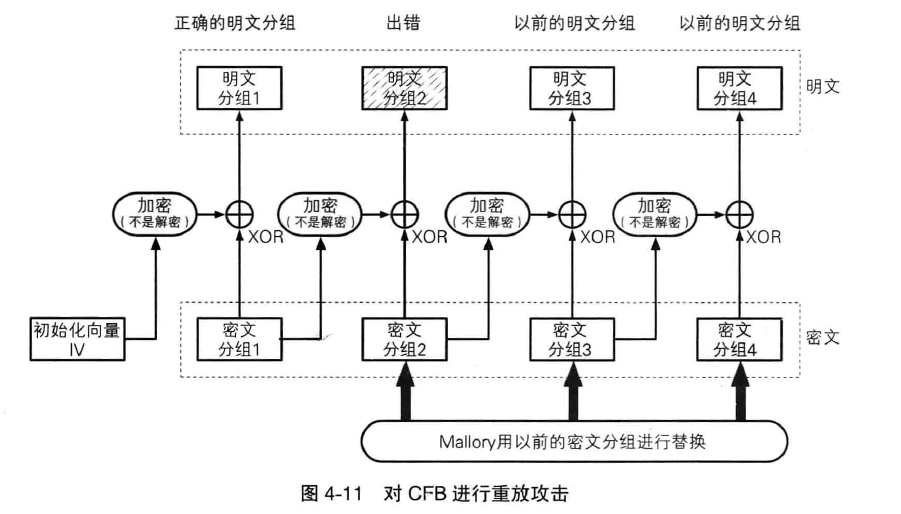 正确的明文分组
出错
以前的明文分组
以前的明文分组
明文
分组1
明文
分组2
明文
分组3
明文
分组4
明文
加密
(不是解密)
XOR
加密
(不是解密)
XOR
加密
(不是解密)
XOR
加密
(不是解密)
XOR
初始化向量
IV
密文
分组1
密文
分组2
密文
分组3
密文
分组4
密文
Mallory用以前的密文分组进行替换
图 4-11 对 CFB 进行重放攻击